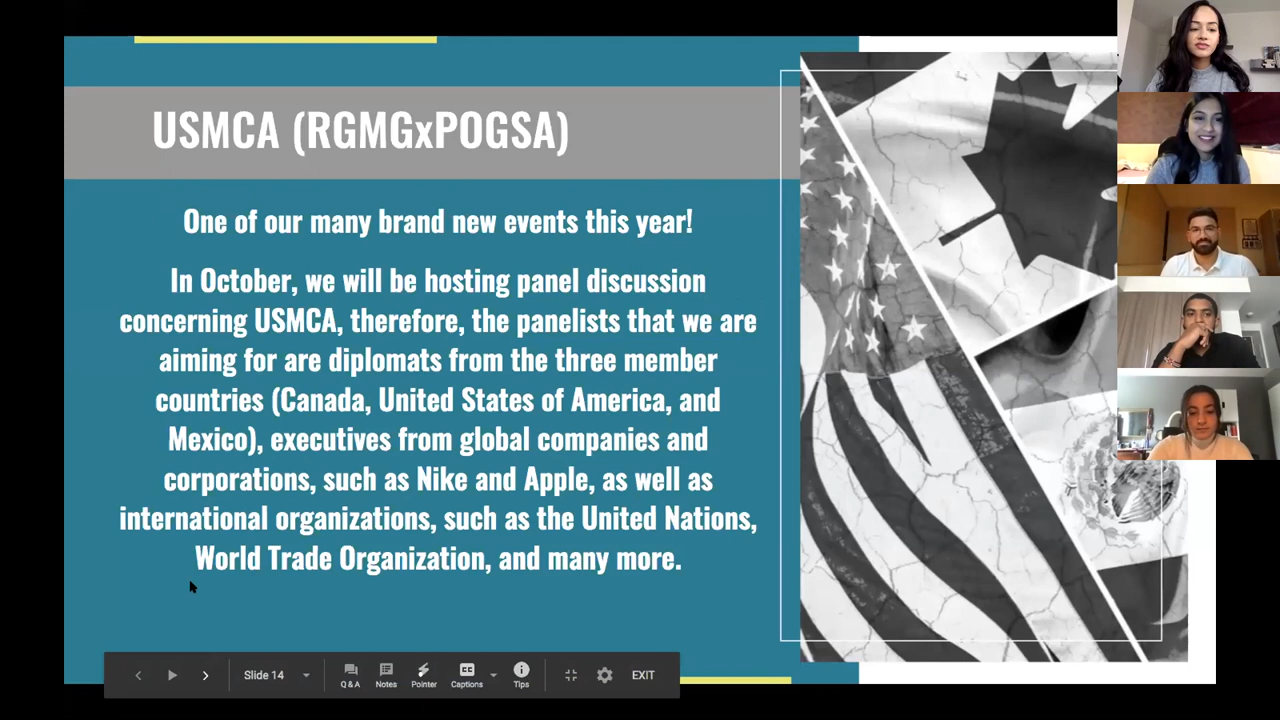 USMCA (RGMGxPOGSA)
One of our many brand new events this year!
In October, we will be hosting panel discussion
concerning USMCA, therefore, the panelists that we are
aiming for are diplomats from the three member
countries (Canada, United States of America, and
Mexico), executives from global companies and
corporations, such as Nike and Apple, as well as
international organizations, such as the United Nations,
World Trade Organization, and many more.
Slide 14
Q & A
Notes
Pointer
CC
Captions
Tips
EXIT